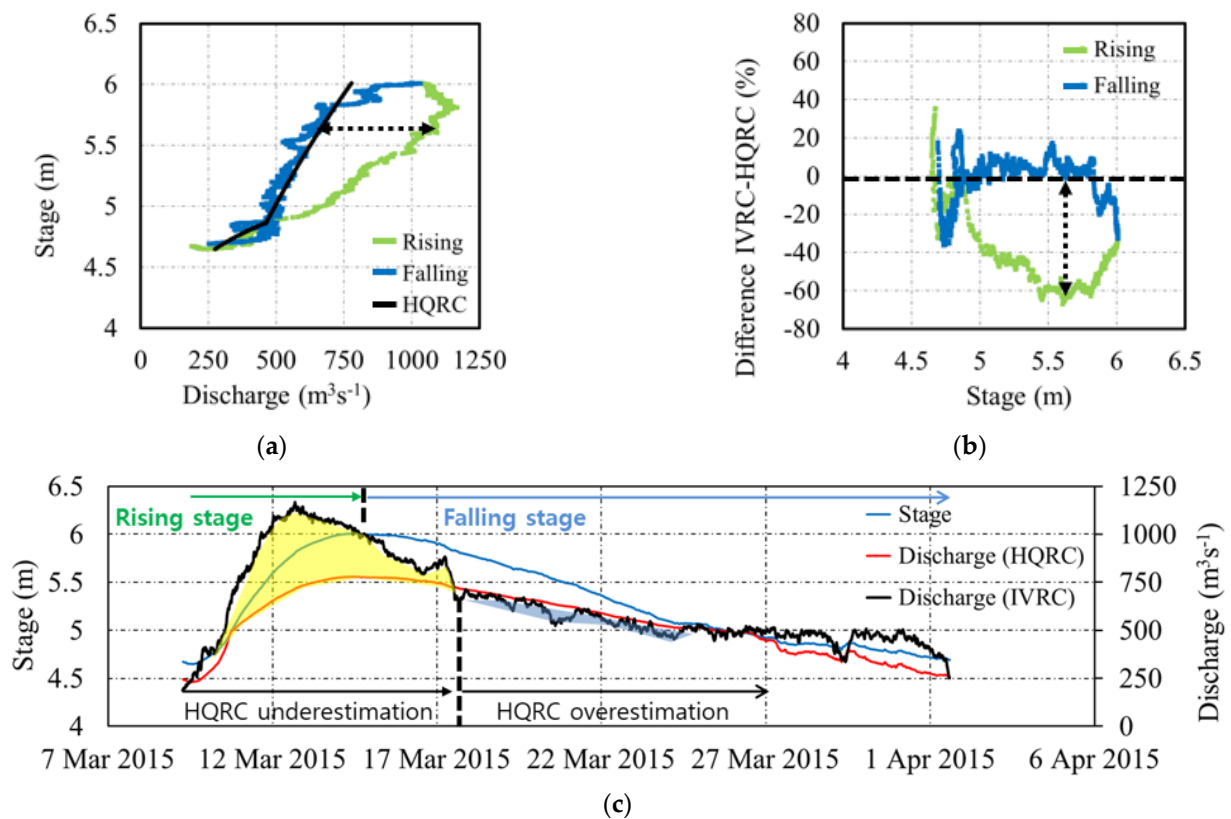 6.5
6
5.5
5
4.5
4
Stage (m)
Rising
Falling
HQRC
0 250 500 750 1000 1250
Discharge (m³s⁻¹)
(a)
80
60
40
20
0
-20
-40
-60
-80
Difference IVRC-HQRC (%)
Rising
Falling
4 4.5 5 5.5 6 6.5
Stage (m)
(b)
6.5
6
5.5
5
4.5
4
Stage (m)
Rising stage
Falling stage
Stage
Discharge (HQRC)
Discharge (IVRC)
HQRC underestimation
HQRC overestimation
1250
1000
750
500
250
0
Discharge (m³s⁻¹)
7 Mar 2015 12 Mar 2015 17 Mar 2015 22 Mar 2015 27 Mar 2015 1 Apr 2015 6 Apr 2015
(c)